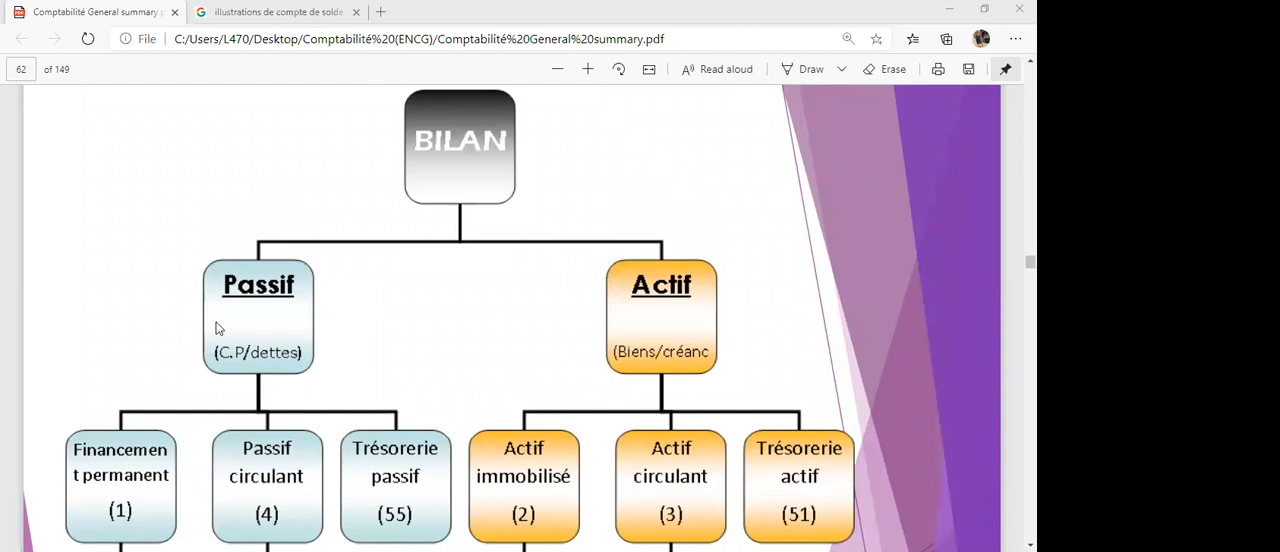 Comptabilité General summary.
illustrations de compte de solde
File
C:/Users/L470/Desktop/Comptabilité%20(ENCG)/Comptabilité%20General%20summary.pdf
62 of 149
Read aloud
Draw
Erase
BILAN
Passif
(C.P/dettes)
Actif
(Biens/créanc
Financemen
t permanent
(1)
Passif
circulant
(4)
Trésorerie
passif
(55)
Actif
immobilisé
(2)
Actif
circulant
(3)
Trésorerie
actif
(51)